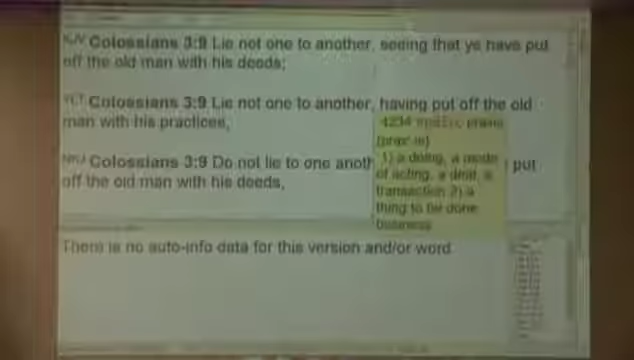 KJV Colossians 3:9 Lie not one to another, seeing that ye have put
off the old man with his deeds;
YLT Colossians 3:9 Lie not one to another, having put off the old
man with his practices,
NKJ Colossians 3:9 Do not lie to one anoth put
off the old man with his deeds,
4234
1) a doing, a mode
of acting, a deal, a
transaction 2) a
thing to be done
business
There is no auto-info data for this version and/or word